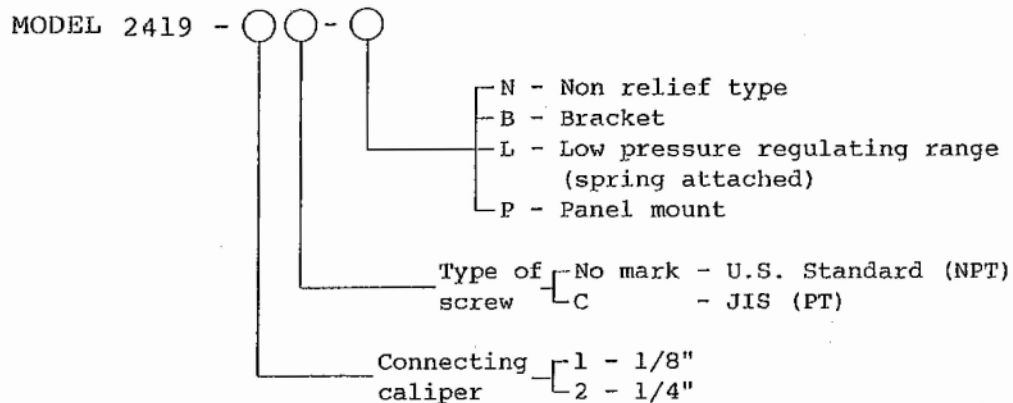 MODEL 2419 -
-
N - Non relief type
B - Bracket
L - Low pressure regulating range
(spring attached)
P - Panel mount
Type of No mark - U.S. Standard (NPT)
screw C - JIS (PT)
Connecting 1 - 1/8"
caliper 2 - 1/4"